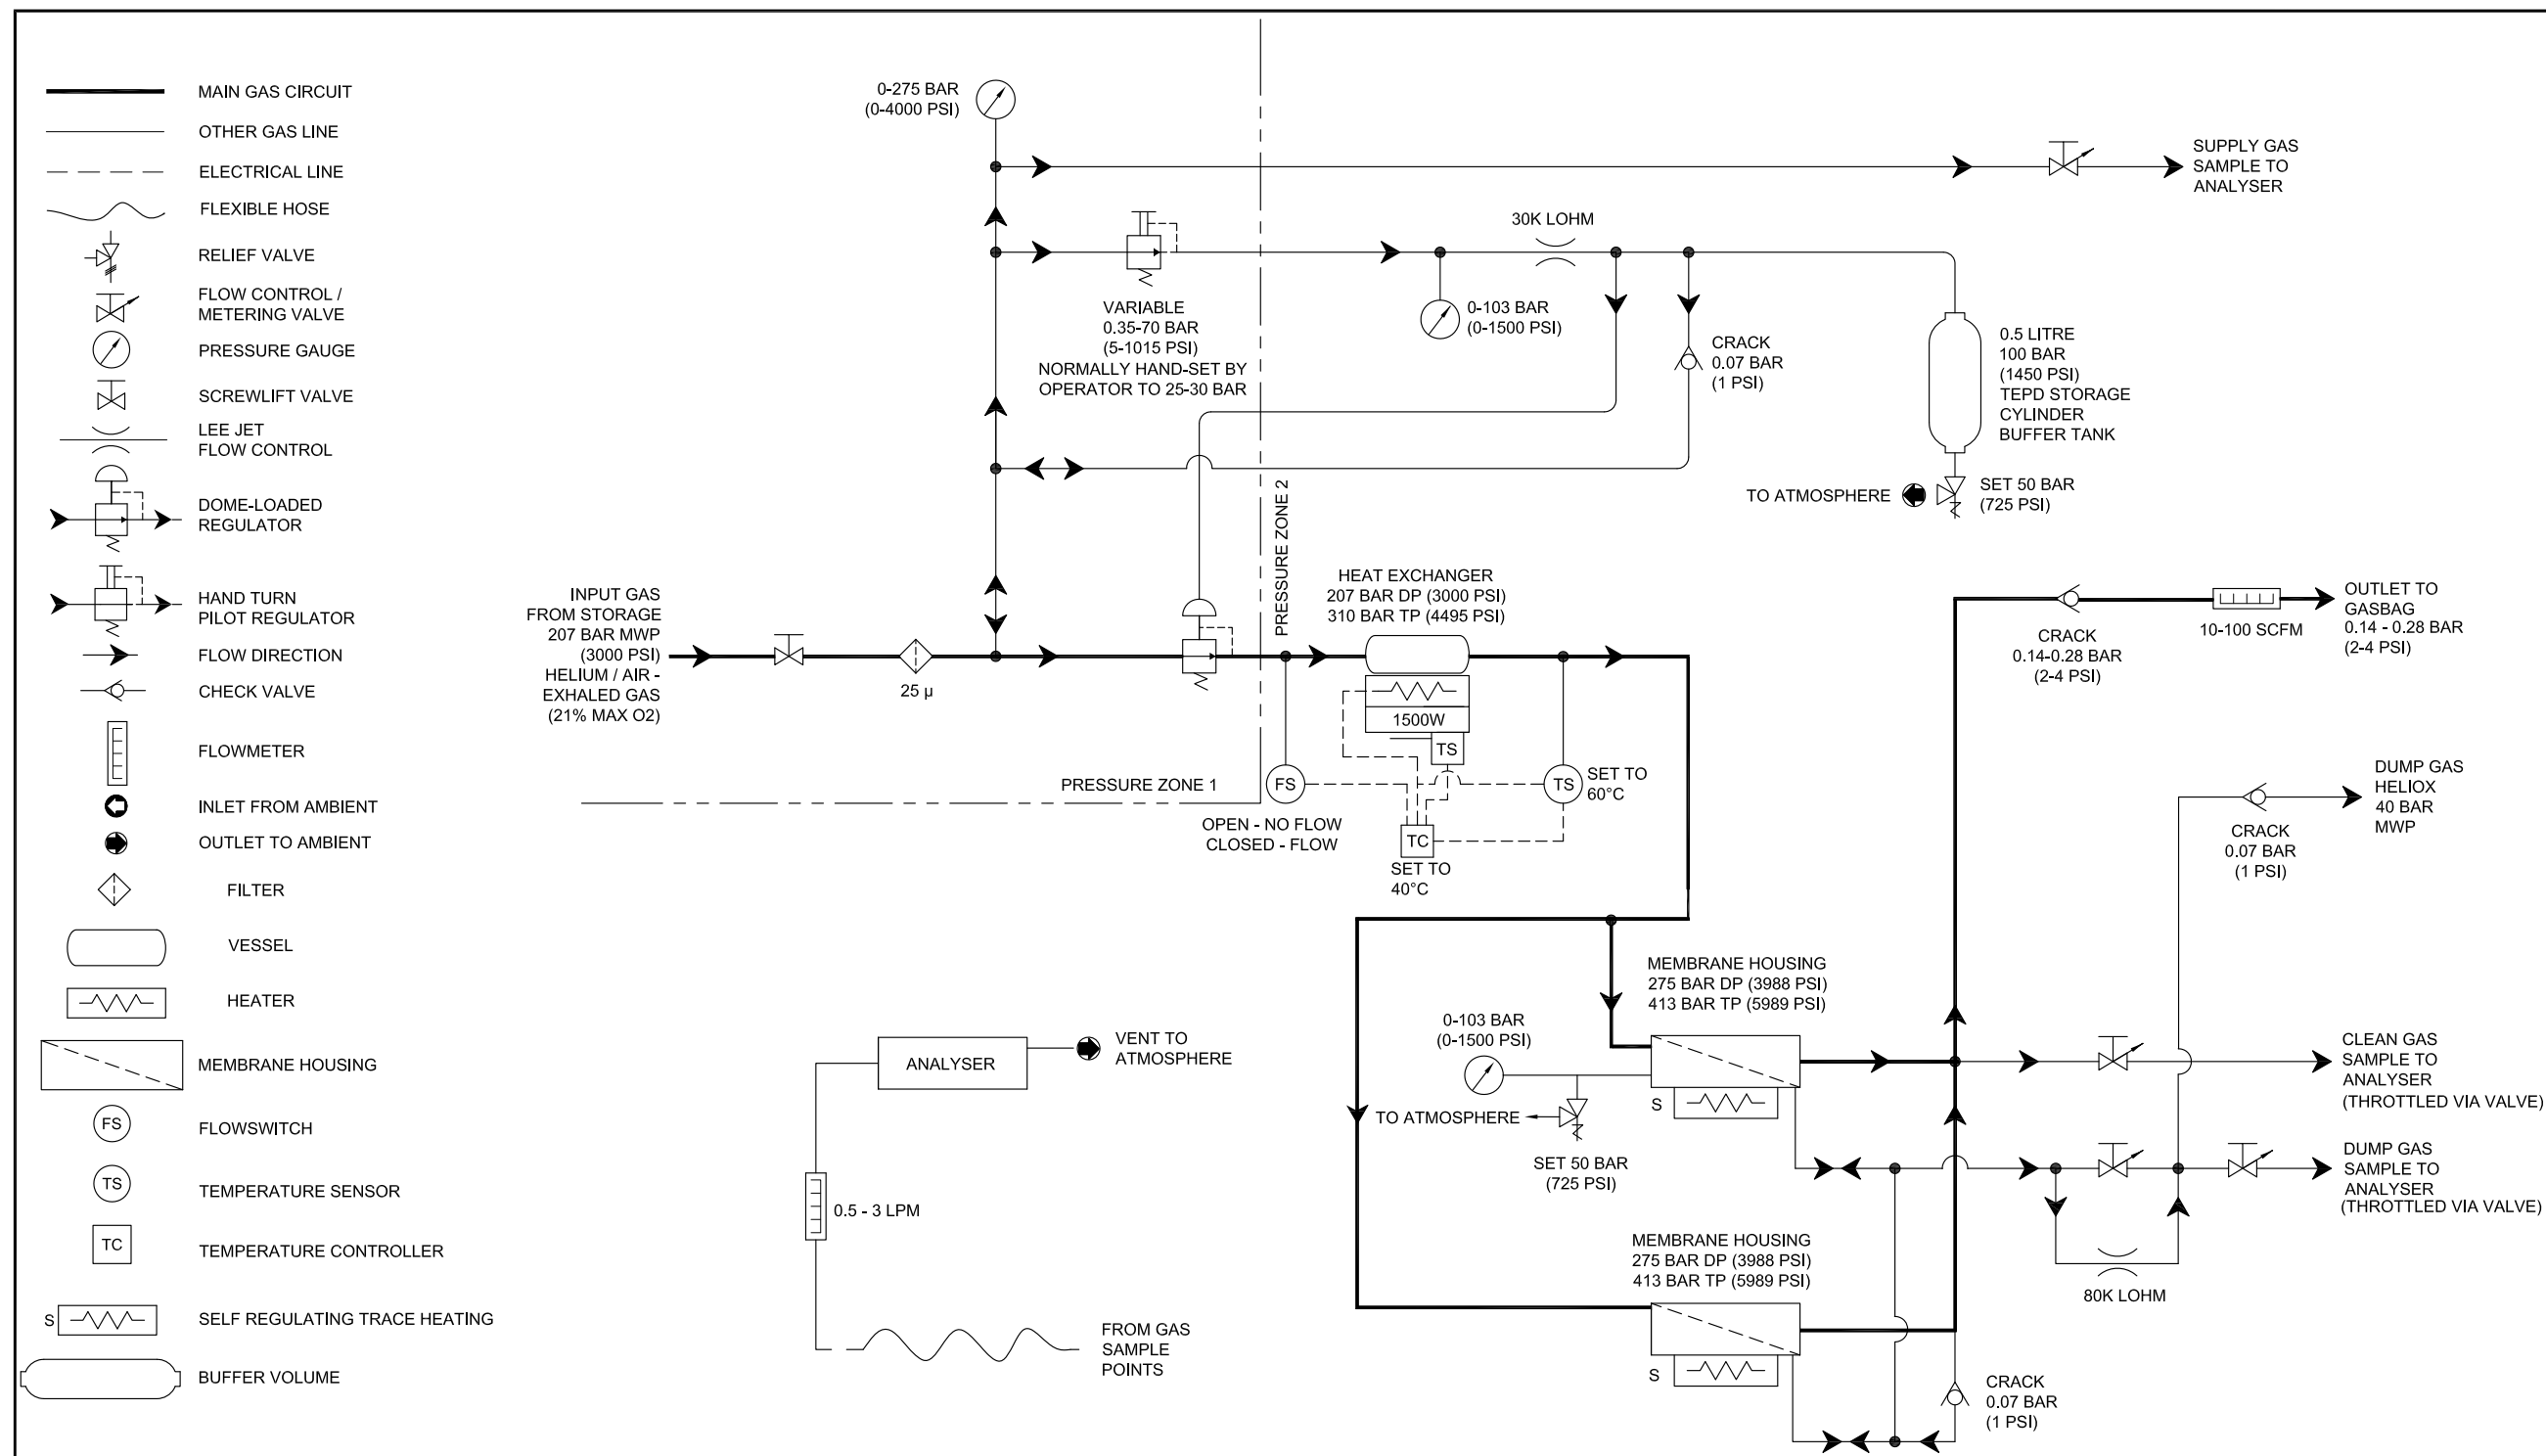 MAIN GAS CIRCUIT
OTHER GAS LINE
ELECTRICAL LINE
FLEXIBLE HOSE
RELIEF VALVE
FLOW CONTROL /
METERING VALVE
PRESSURE GAUGE
SCREWLIFT VALVE
LEE JET
FLOW CONTROL
DOME-LOADED
REGULATOR
HAND TURN
PILOT REGULATOR
FLOW DIRECTION
CHECK VALVE
FLOWMETER
INLET FROM AMBIENT
OUTLET TO AMBIENT
FILTER
VESSEL
HEATER
MEMBRANE HOUSING
FS
FLOWSWITCH
TS
TEMPERATURE SENSOR
TC
TEMPERATURE CONTROLLER
S
SELF REGULATING TRACE HEATING
BUFFER VOLUME
0-275 BAR
(0-4000 PSI)
SUPPLY GAS
SAMPLE TO
ANALYSER
VARIABLE
0.35-70 BAR
(5-1015 PSI)
NORMALLY HAND-SET BY
OPERATOR TO 25-30 BAR
30K LOHM
0-103 BAR
(0-1500 PSI)
CRACK
0.07 BAR
(1 PSI)
0.5 LITRE
100 BAR
(1450 PSI)
TEPD STORAGE
CYLINDER
BUFFER TANK
TO ATMOSPHERE
SET 50 BAR
(725 PSI)
PRESSURE ZONE 2
PRESSURE ZONE 1
INPUT GAS
FROM STORAGE
207 BAR MWP
(3000 PSI)
HELIUM / AIR -
EXHALED GAS
(21% MAX O2)
25 µ
HEAT EXCHANGER
207 BAR DP (3000 PSI)
310 BAR TP (4495 PSI)
1500W
TS
FS
TS
SET TO
60°C
OPEN - NO FLOW
CLOSED - FLOW
TC
SET TO
40°C
CRACK
0.14-0.28 BAR
(2-4 PSI)
10-100 SCFM
OUTLET TO
GASBAG
0.14 - 0.28 BAR
(2-4 PSI)
DUMP GAS
HELIOX
40 BAR
MWP
CRACK
0.07 BAR
(1 PSI)
MEMBRANE HOUSING
275 BAR DP (3988 PSI)
413 BAR TP (5989 PSI)
0-103 BAR
(0-1500 PSI)
S
TO ATMOSPHERE
SET 50 BAR
(725 PSI)
CLEAN GAS
SAMPLE TO
ANALYSER
(THROTTLED VIA VALVE)
DUMP GAS
SAMPLE TO
ANALYSER
(THROTTLED VIA VALVE)
80K LOHM
MEMBRANE HOUSING
275 BAR DP (3988 PSI)
413 BAR TP (5989 PSI)
S
CRACK
0.07 BAR
(1 PSI)
ANALYSER
VENT TO
ATMOSPHERE
0.5 - 3 LPM
FROM GAS
SAMPLE
POINTS